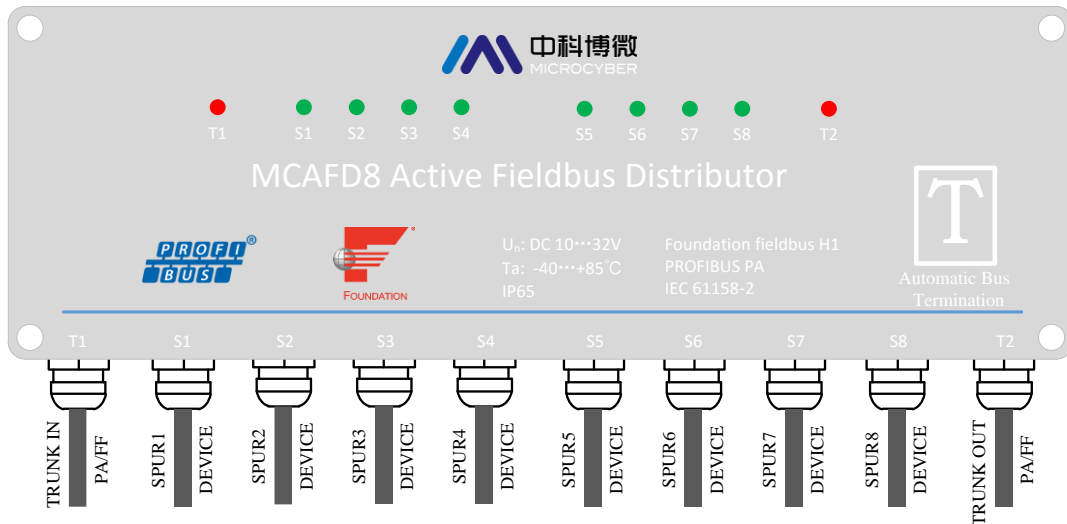 中科博微
MICROCYBER
T1 S1 S2 S3 S4 S5 S6 S7 S8 T2
MCAFD8 Active Fieldbus Distributor
T
PROFI®
BUS
F®
FOUNDATION
Un: DC 10···32V
Ta: -40···+85℃
IP65
Foundation fieldbus H1
PROFIBUS PA
IEC 61158-2
Automatic Bus
Termination
T1 S1 S2 S3 S4 S5 S6 S7 S8 T2
TRUNK IN
PA/FF
SPUR1
DEVICE
SPUR2
DEVICE
SPUR3
DEVICE
SPUR4
DEVICE
SPUR5
DEVICE
SPUR6
DEVICE
SPUR7
DEVICE
SPUR8
DEVICE
TRUNK OUT
PA/FF